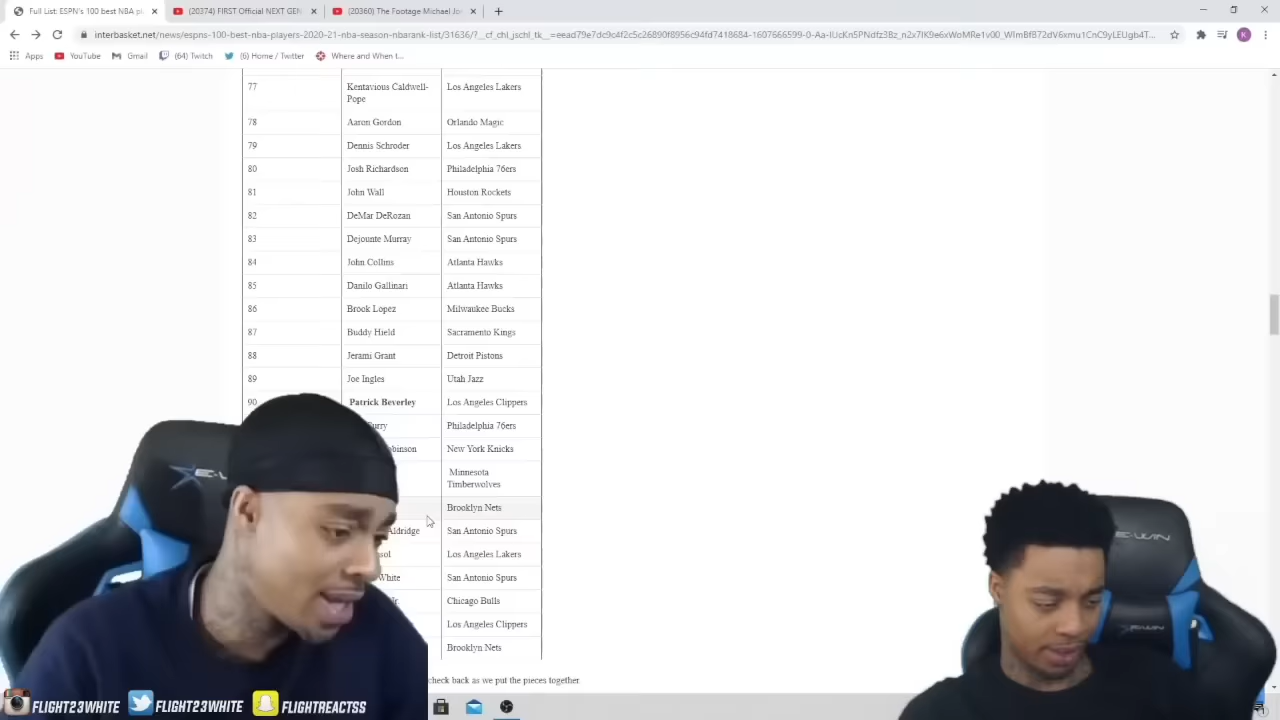 Full List: ESPN's 100 best NBA pl
(20374) FIRST Official NEXT GEN
(20360) The Footage Michael Jo
interbasket.net/news/espns-100-best-nba-players-2020-21-nba-season-nbarank-list/31636/
Apps
YouTube
Gmail
(64) Twitch
(6) Home / Twitter
Where and When t...
K
77 Kentavious Caldwell- Los Angeles Lakers
Pope
78 Aaron Gordon Orlando Magic
79 Dennis Schroder Los Angeles Lakers
80 Josh Richardson Philadelphia 76ers
81 John Wall Houston Rockets
82 DeMar DeRozan San Antonio Spurs
83 Dejounte Murray San Antonio Spurs
84 John Collins Atlanta Hawks
85 Danilo Gallinari Atlanta Hawks
86 Brook Lopez Milwaukee Bucks
87 Buddy Hield Sacramento Kings
88 Jerami Grant Detroit Pistons
89 Joe Ingles Utah Jazz
90 Patrick Beverley Los Angeles Clippers
Curry Philadelphia 76ers
obinson New York Knicks
Minnesota
Timberwolves
Brooklyn Nets
Aldridge San Antonio Spurs
sol Los Angeles Lakers
White San Antonio Spurs
Jr. Chicago Bulls
Los Angeles Clippers
Brooklyn Nets
check back as we put the pieces together.
E-WIN
E-WIN
FLIGHT23WHITE
FLIGHT23WHITE
FLIGHTREACTSS